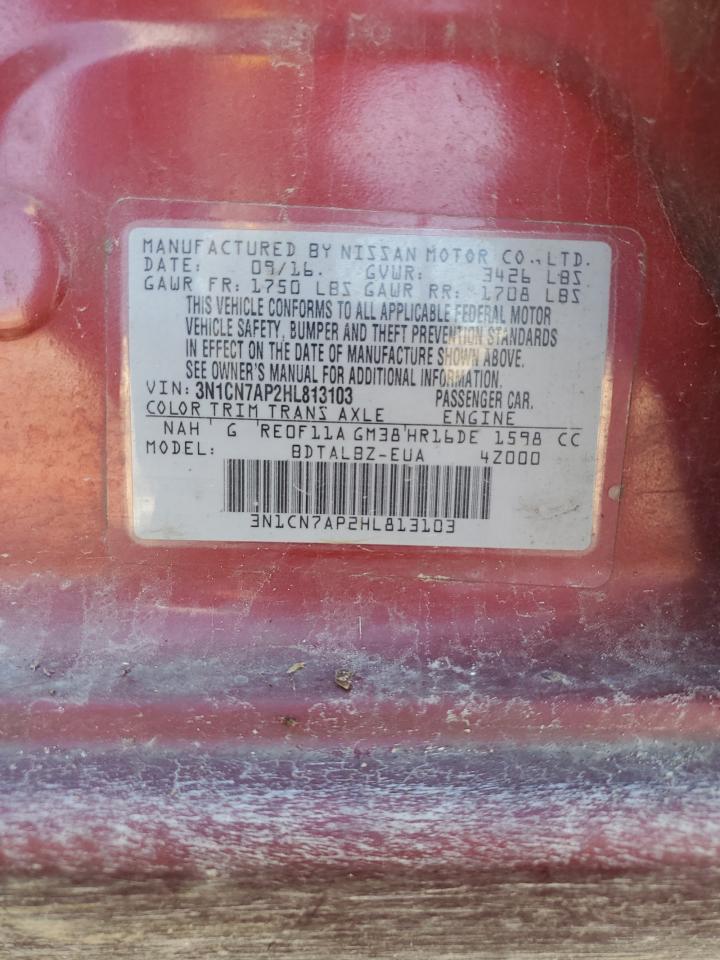 MANUFACTURED BY NISSAN MOTOR CO.,LTD.
DATE: 09/16. GVWR: 3426 LBS
GAWR FR: 1750 LBS GAWR RR: 1708 LBS
THIS VEHICLE CONFORMS TO ALL APPLICABLE FEDERAL MOTOR
VEHICLE SAFETY, BUMPER AND THEFT PREVENTION STANDARDS
IN EFFECT ON THE DATE OF MANUFACTURE SHOWN ABOVE.
SEE OWNER'S MANUAL FOR ADDITIONAL INFORMATION.
VIN: 3N1CN7AP2HL813103 PASSENGER CAR.
COLOR TRIM TRANS AXLE ENGINE
NAH G RE0F11A GM38 HR16DE 1598 CC
MODEL: BDTALBZ-EUA 4Z000
3N1CN7AP2HL813103